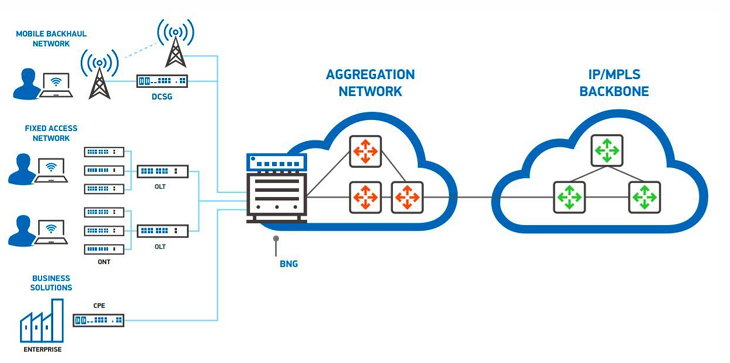 MOBILE BACKHAUL
NETWORK
DCSG
FIXED ACCESS
NETWORK
OLT
OLT
ONT
BUSINESS
SOLUTIONS
CPE
ENTERPRISE
BNG
AGGREGATION
NETWORK
IP/MPLS
BACKBONE